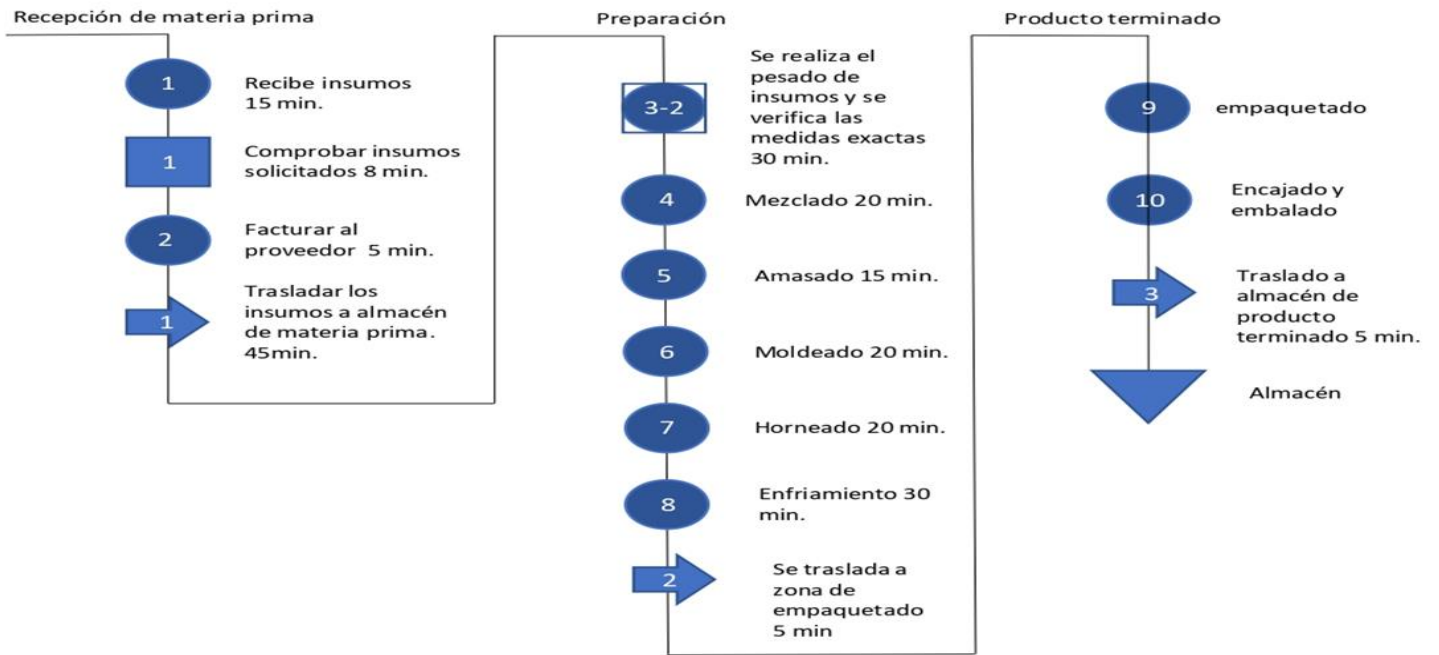 Recepción de materia prima
1
Recibe insumos
15 min.
1
Comprobar insumos
solicitados 8 min.
2
Facturar al
proveedor 5 min.
1
Trasladar los
insumos a almacén
de materia prima.
45min.
Preparación
3-2
Se realiza el
pesado de
insumos y se
verifica las
medidas exactas
30 min.
4
Mezclado 20 min.
5
Amasado 15 min.
6
Moldeado 20 min.
7
Horneado 20 min.
8
Enfriamiento 30
min.
2
Se traslada a
zona de
empaquetado
5 min
Producto terminado
9
empaquetado
10
Encajado y
embalado
3
Traslado a
almacén de
producto
terminado 5 min.
Almacén